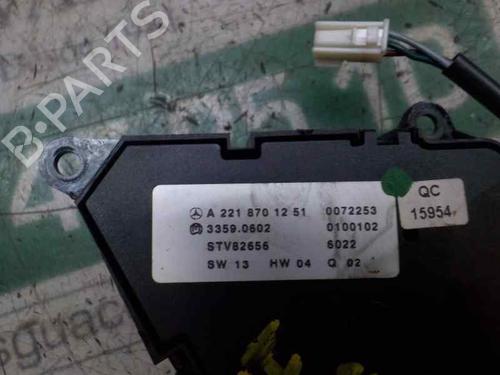 B-PARTS
A 221 870 12 51 0072253
3359.0602 0100102
STV82656 S022
SW 13 HW 04 Q 02
QC
15954